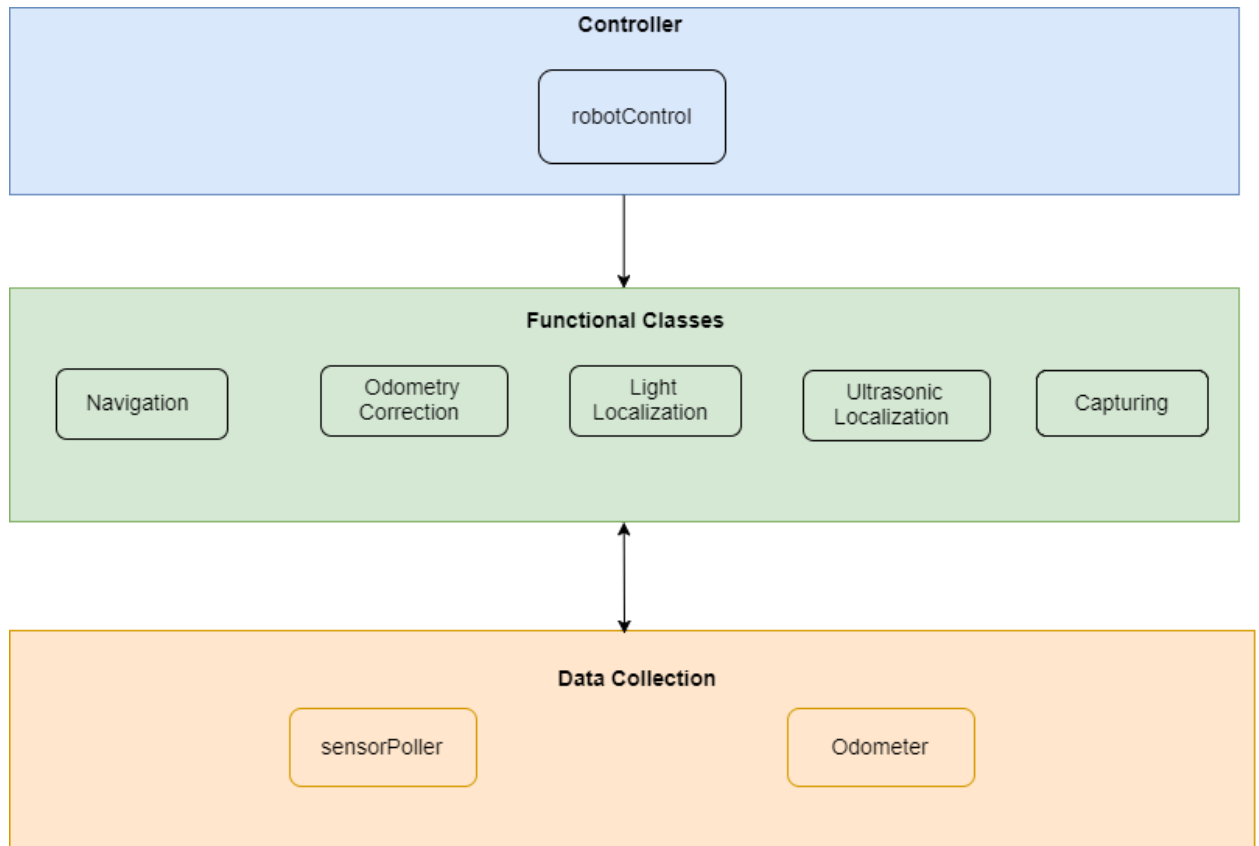 Controller
robotControl
Functional Classes
Navigation
Odometry
Correction
Light
Localization
Ultrasonic
Localization
Capturing
Data Collection
sensorPoller
Odometer